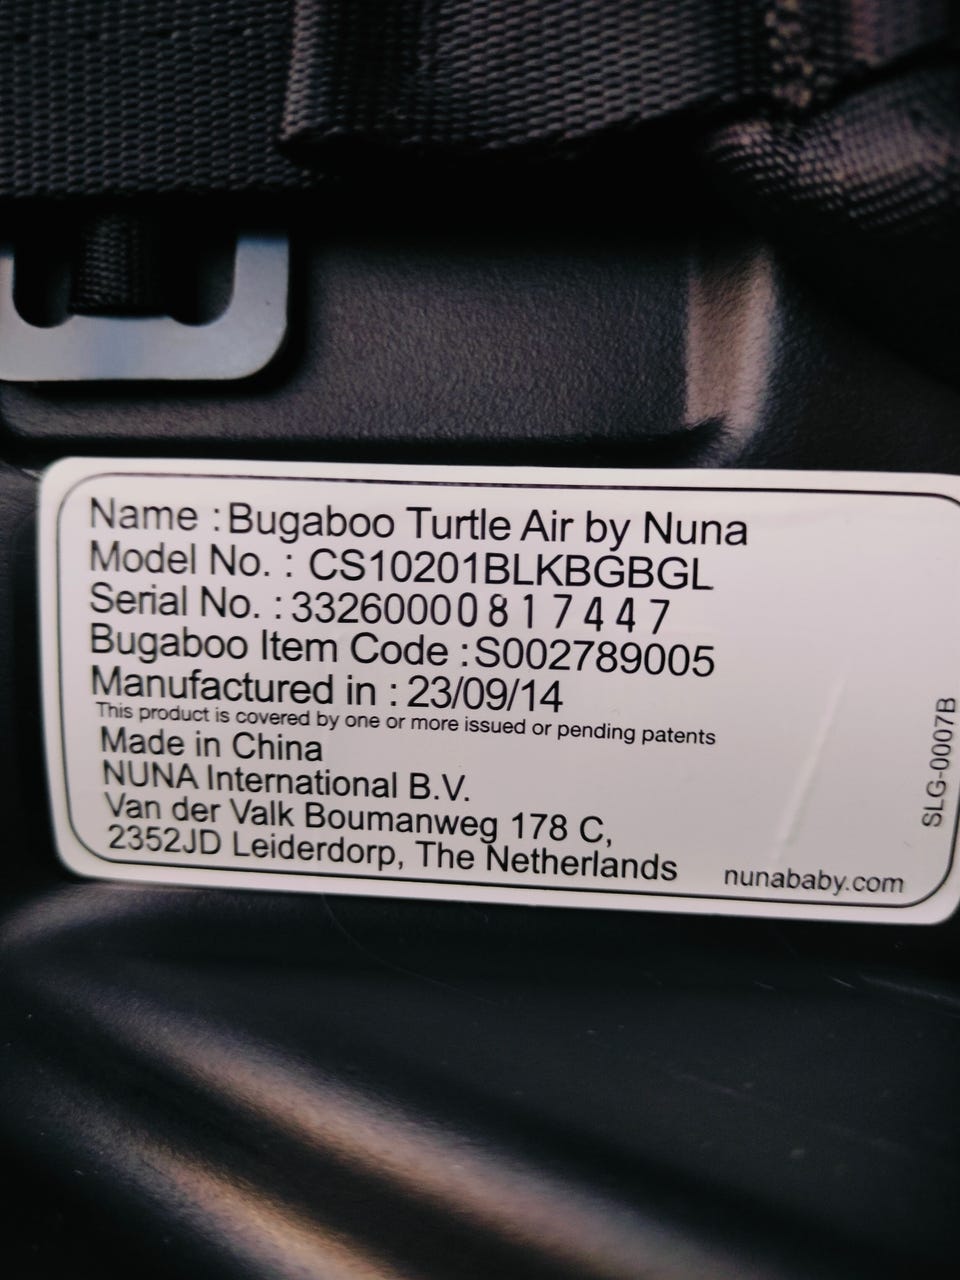 Name : Bugaboo Turtle Air by Nuna
Model No. : CS10201BLKBGBGL
Serial No. : 33260000817447
Bugaboo Item Code : S002789005
Manufactured in : 23/09/14
This product is covered by one or more issued or pending patents
Made in China
NUNA International B.V.
Van der Valk Boumanweg 178 C,
2352JD Leiderdorp, The Netherlands
nunababy.com
SLG-0007B